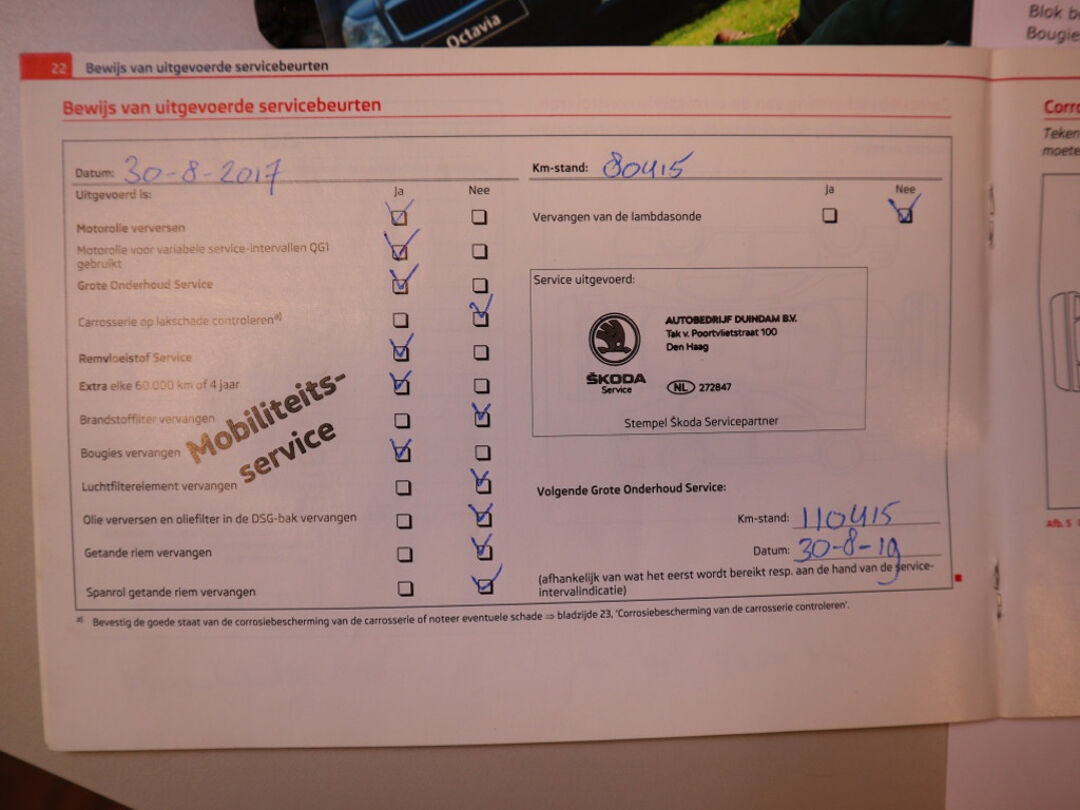 Octavia
Blok b
Bougie
22 Bewijs van uitgevoerde servicebeurten
Bewijs van uitgevoerde servicebeurten
Datum: 30-8-2017
Uitgevoerd is: Ja Nee
Motorolie verversen
Motorolie voor variabele service-intervallen QG1
gebruikt
Grote Onderhoud Service
Carrosserie op lakschade controlerenᵃ⁾
Remvloeistof Service
Extra elke 60.000 km of 4 jaar
Brandstoffilter vervangen
Bougies vervangen
Luchtfilterelement vervangen
Olie verversen en oliefilter in de DSG-bak vervangen
Getande riem vervangen
Spanrol getande riem vervangen
Mobiliteits-
service
Km-stand: 80415
Ja Nee
Vervangen van de lambdasonde
Service uitgevoerd:
AUTOBEDRIJF DUINDAM B.V.
Tak v. Poortvlietstraat 100
Den Haag
ŠKODA
Service
NL 272847
Stempel Škoda Servicepartner
Volgende Grote Onderhoud Service:
Km-stand: 110415
Datum: 30-8-19
(afhankelijk van wat het eerst wordt bereikt resp. aan de hand van de service-
intervalindicatie)
ᵃ⁾ Bevestig de goede staat van de corrosiebescherming van de carrosserie of noteer eventuele schade ⇒ bladzijde 23, 'Corrosiebescherming van de carrosserie controleren'.
Corro
Teken
moete
Afb. 5